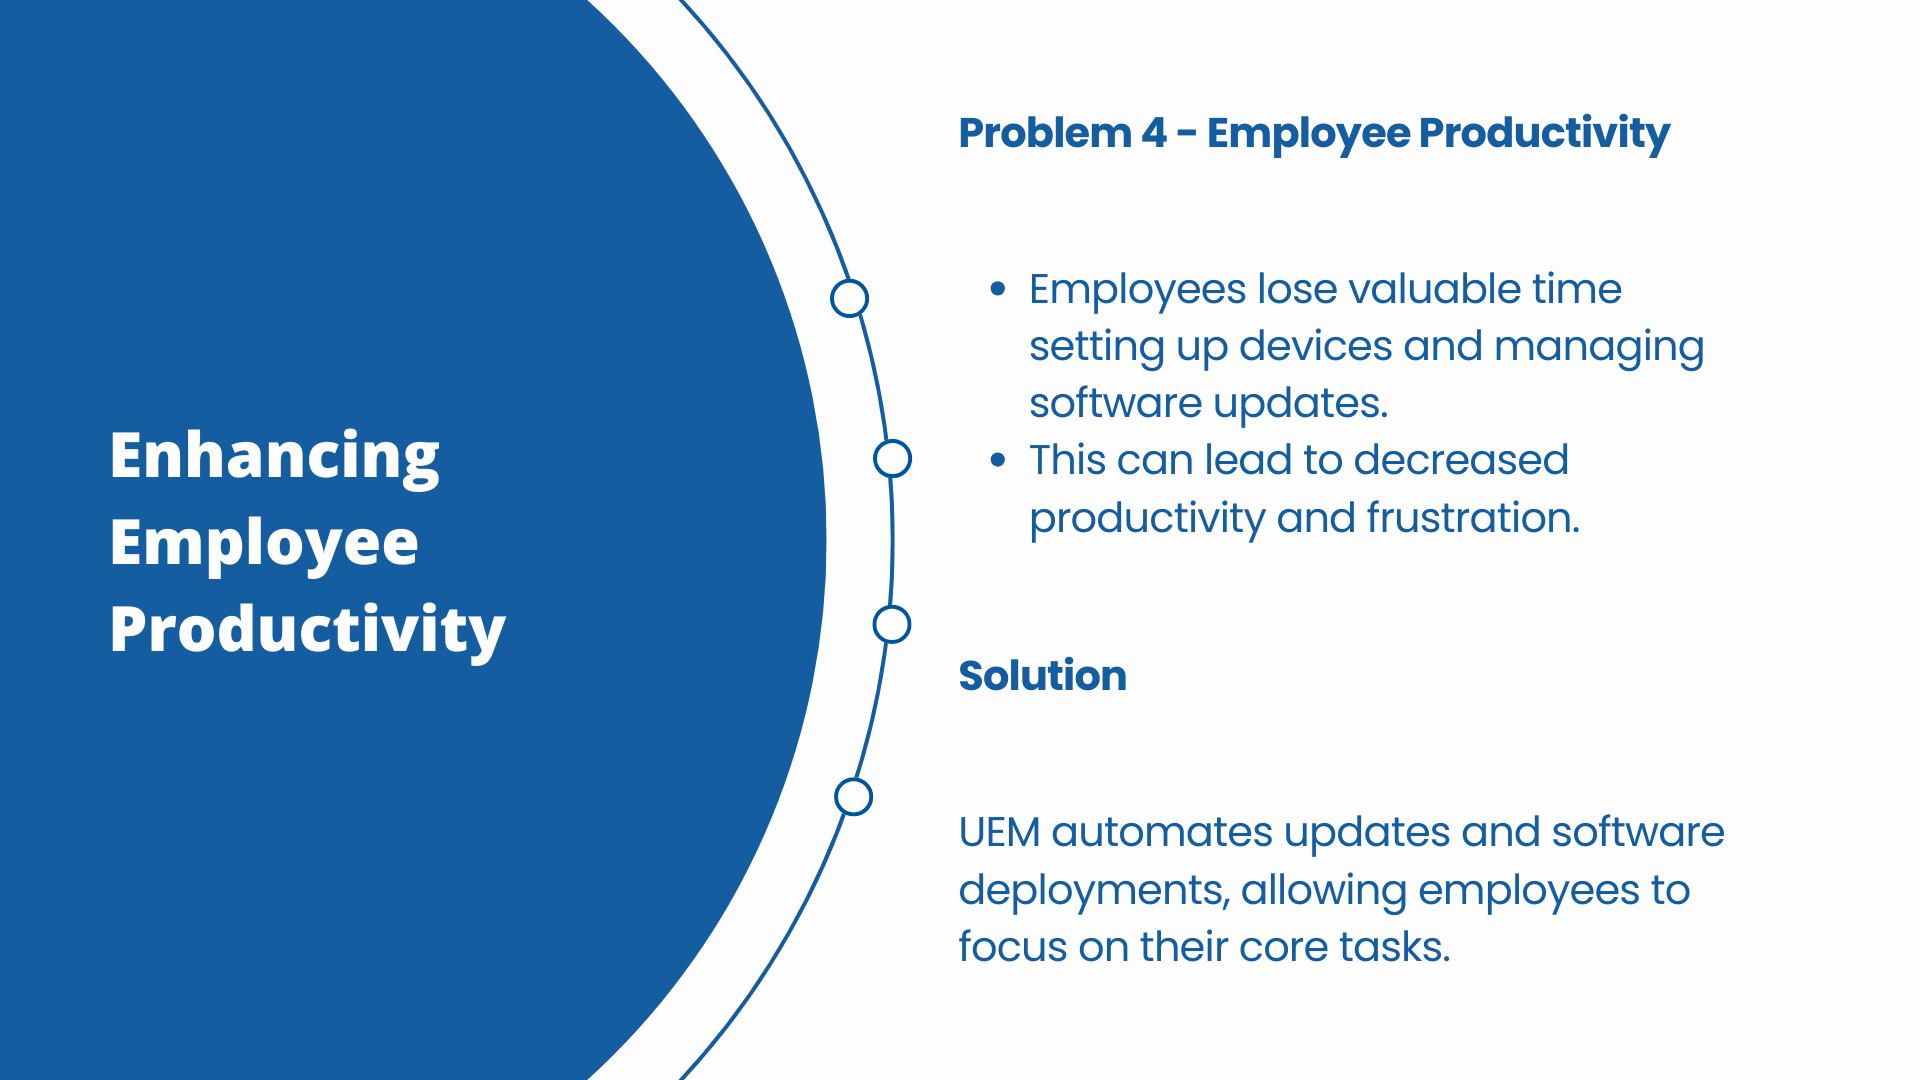 Enhancing
Employee
Productivity
Problem 4 - Employee Productivity
• Employees lose valuable time
setting up devices and managing
software updates.
• This can lead to decreased
productivity and frustration.
Solution
UEM automates updates and software
deployments, allowing employees to
focus on their core tasks.